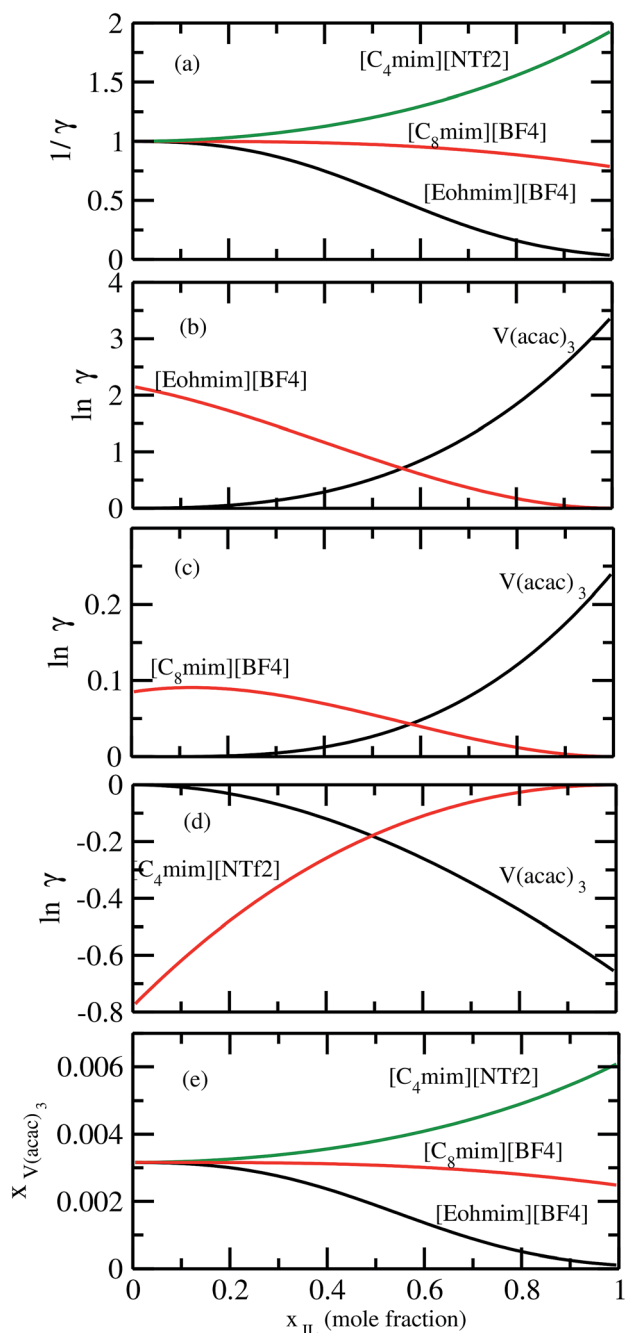 2
(a)
[C4mim][NTf2]
1.5
[C8mim][BF4]
1
1/γ
[Eohmim][BF4]
0.5
0
4
(b)
V(acac)3
3
[Eohmim][BF4]
2
ln γ
1
0
(c)
V(acac)3
0.2
ln γ
[C8mim][BF4]
0.1
0
0
(d)
-0.2
[C4mim][NTf2]
V(acac)3
-0.4
ln γ
-0.6
-0.8
0.006
(e)
[C4mim][NTf2]
0.004
[C8mim][BF4]
xV(acac)3
0.002
[Eohmim][BF4]
0
0 0.2 0.4 0.6 0.8 1
xIL (mole fraction)